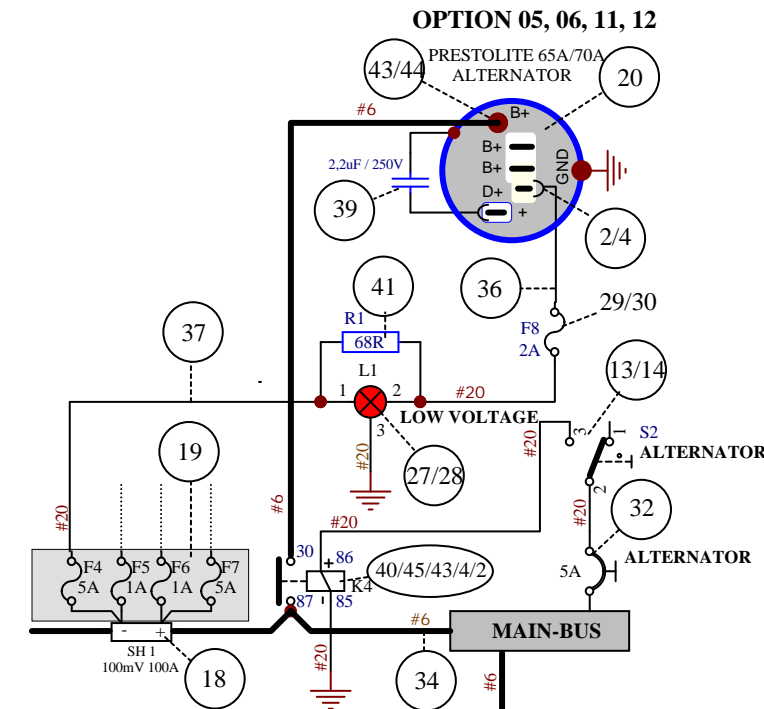 OPTION 05, 06, 11, 12
PRESTOLITE 65A/70A
ALTERNATOR
43/44
20
#6
B+
B+
B+
D+
+
GND
2,2uF / 250V
39
2/4
36
41
29/30
R1
68R
F8
2A
37
13/14
L1
1
2
#20
3
LOW VOLTAGE
#20
27/28
3
1
S2
ALTERNATOR
#20
2
19
#20
#6
#20
#20
32
ALTERNATOR
5A
F4
5A
F5
1A
F6
1A
F7
5A
30
+
86
K4
40/45/43/4/2
87
-
85
-
+
SH 1
100mV 100A
18
#20
#6
34
MAIN-BUS
#6